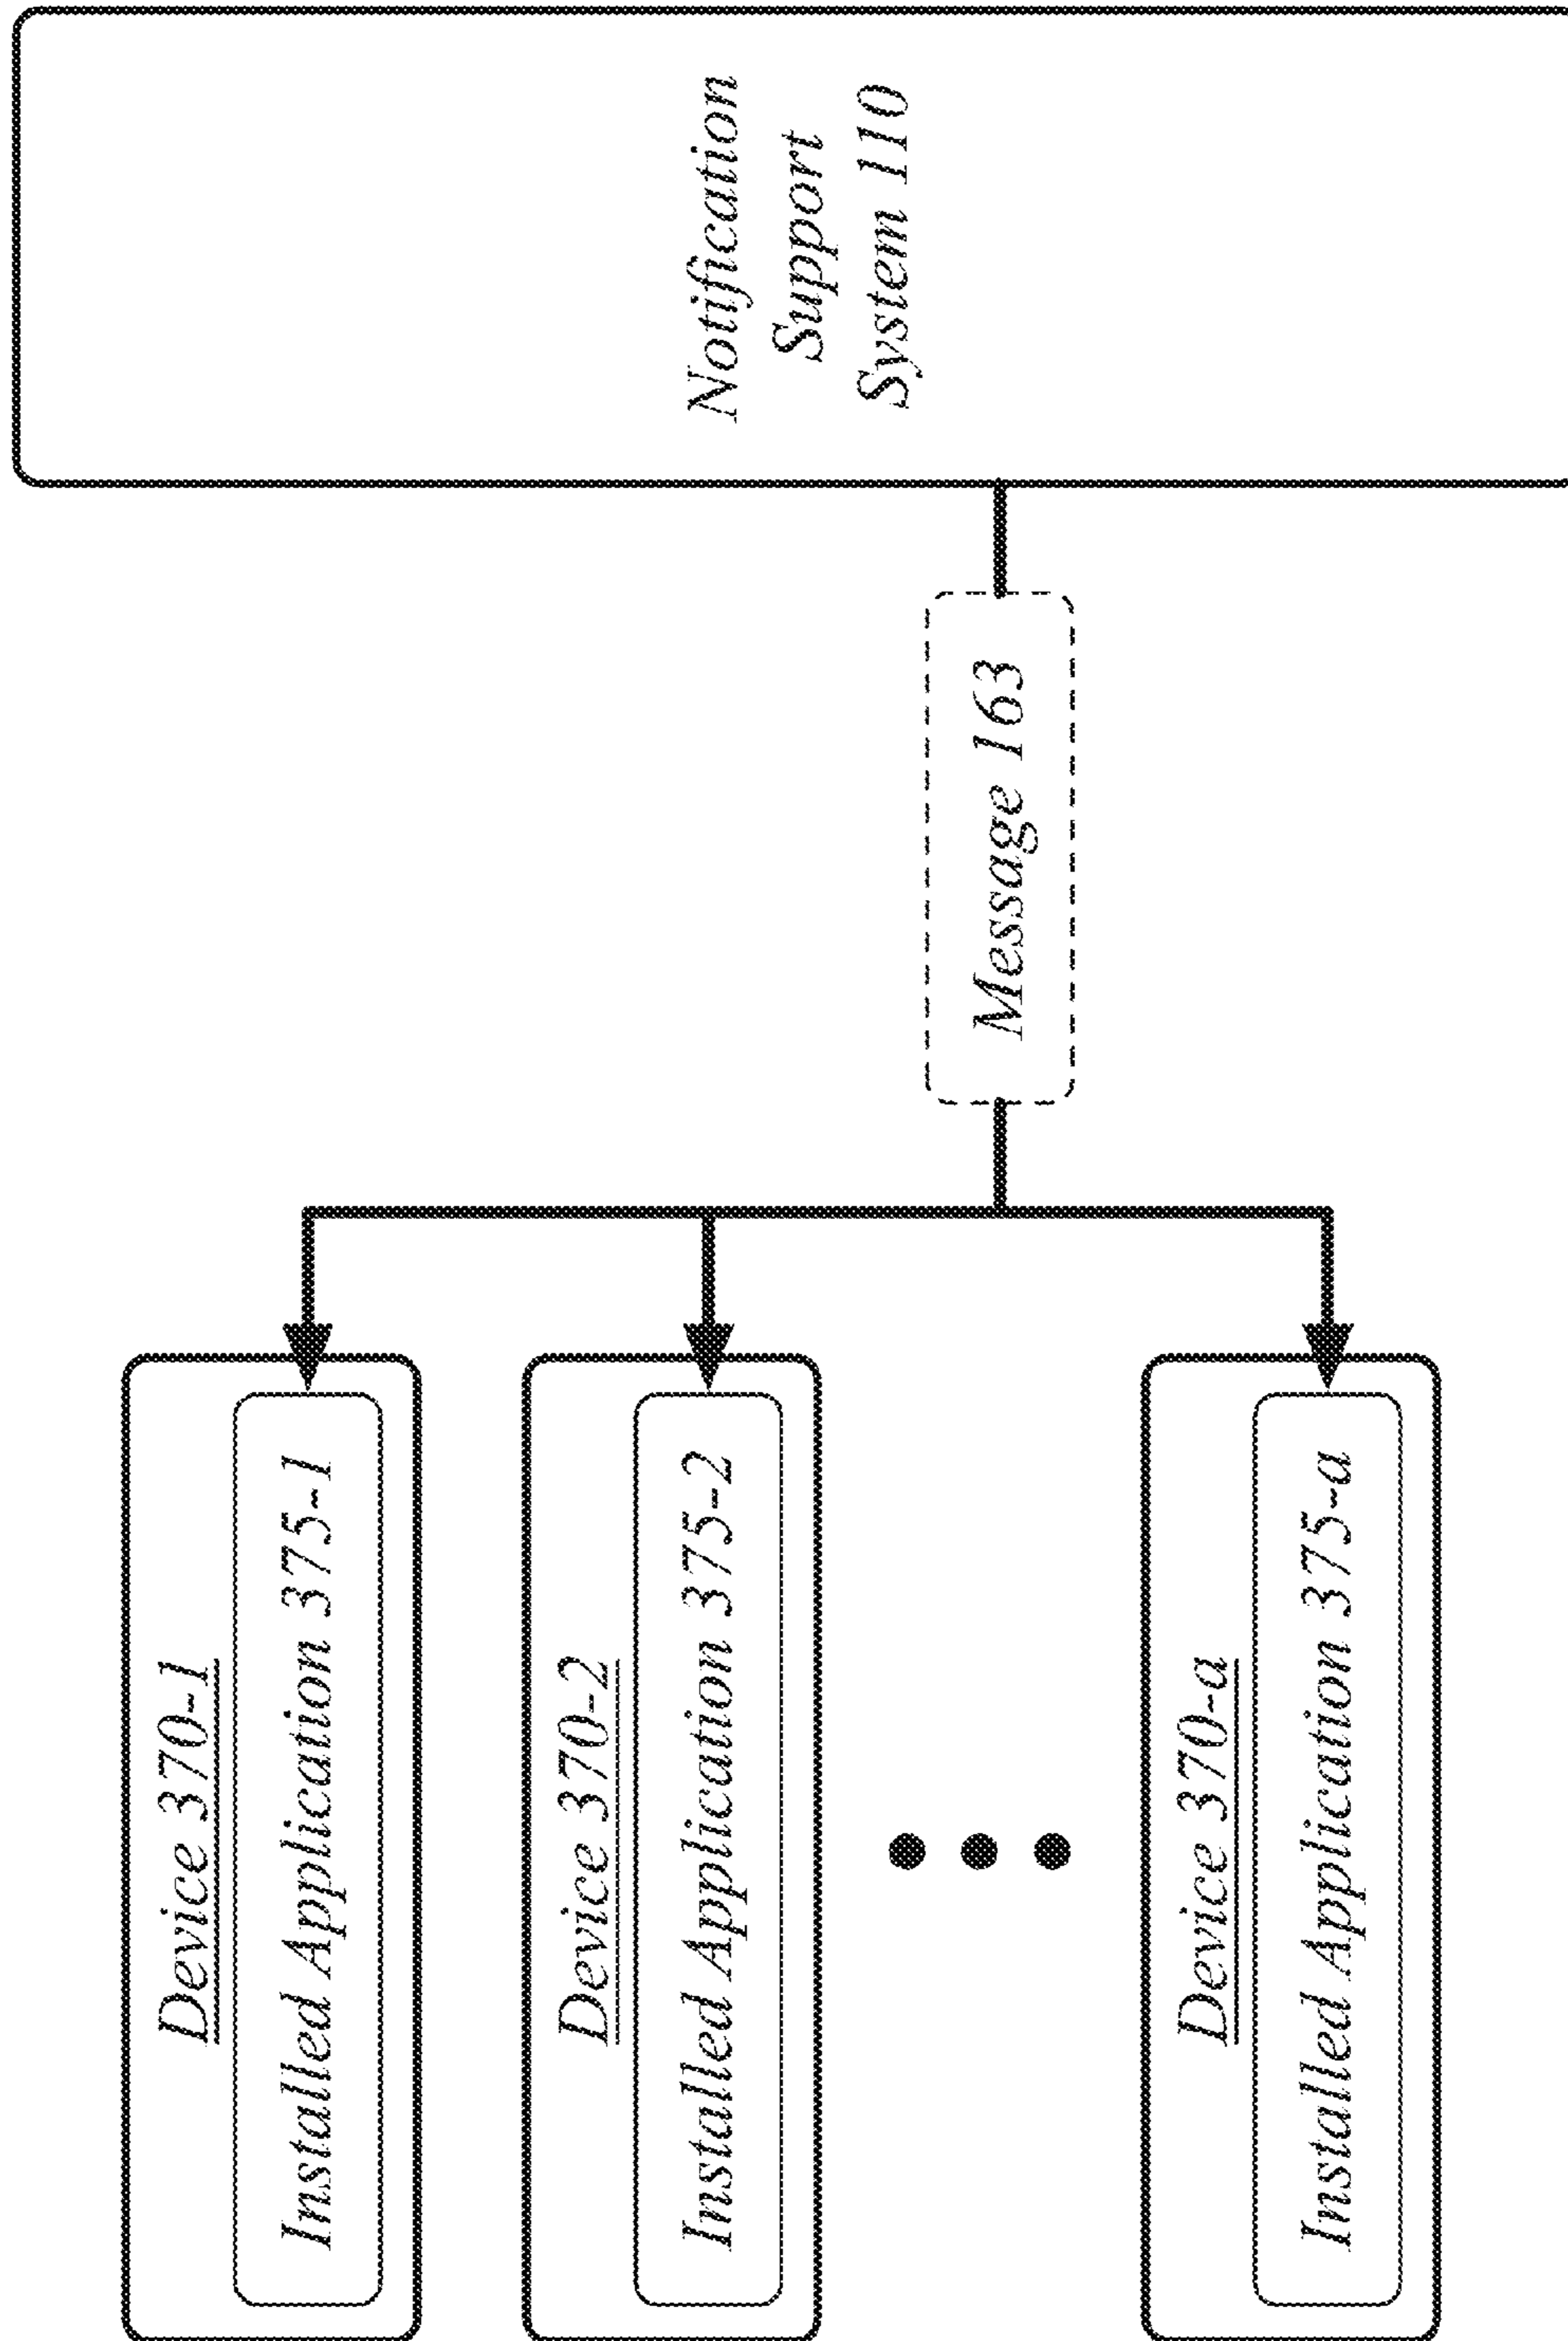 Device 370-1
Installed Application 375-1
Device 370-2
Installed Application 375-2
Device 370-a
Installed Application 375-a
Message 163
Notification
Support
System 110